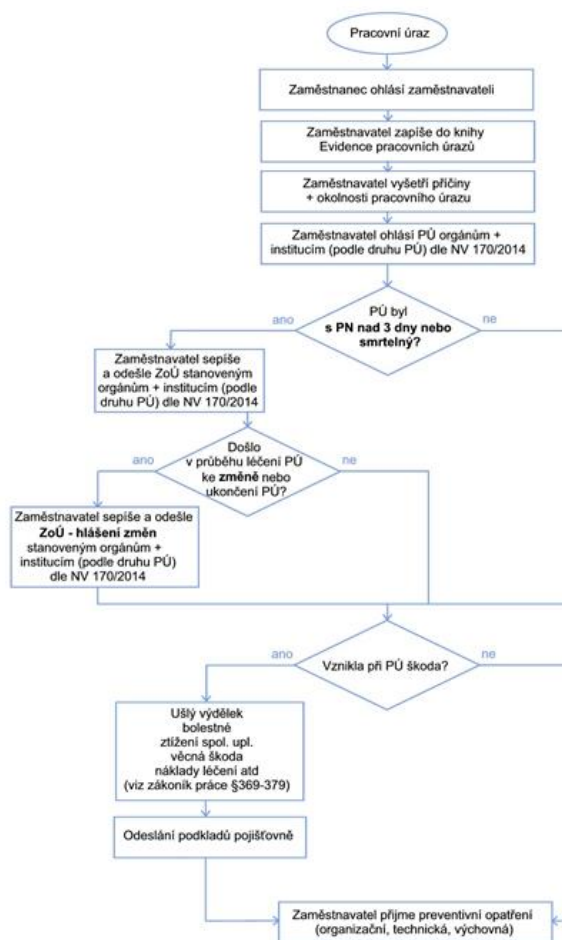 Pracovní úraz
Zaměstnanec ohlásí zaměstnavateli
Zaměstnavatel zapíše do knihy
Evidence pracovních úrazů
Zaměstnavatel vyšetří příčiny
+ okolnosti pracovního úrazu
Zaměstnavatel ohlásí PÚ orgánům +
institucím (podle druhu PÚ) dle NV 170/2014
PÚ byl
s PN nad 3 dny nebo
smrtelný?
ano
ne
Zaměstnavatel sepíše
a odešle ZoÚ stanoveným
orgánům + institucím (podle
druhu PÚ) dle NV 170/2014
Došlo
v průběhu léčení PÚ
ke změně nebo
ukončení PÚ?
ano
ne
Zaměstnavatel sepíše a odešle
ZoÚ - hlášení změn
stanoveným orgánům +
institucím (podle druhu PÚ)
dle NV 170/2014
Vznikla při PÚ škoda?
ano
ne
Ušlý výdělek
bolestné
ztížení spol. upl.
věcná škoda
náklady léčení atd
(viz zákoník práce §369-379)
Odeslání podkladů pojišťovně
Zaměstnavatel přijme preventivní opatření
(organizační, technická, výchovná)